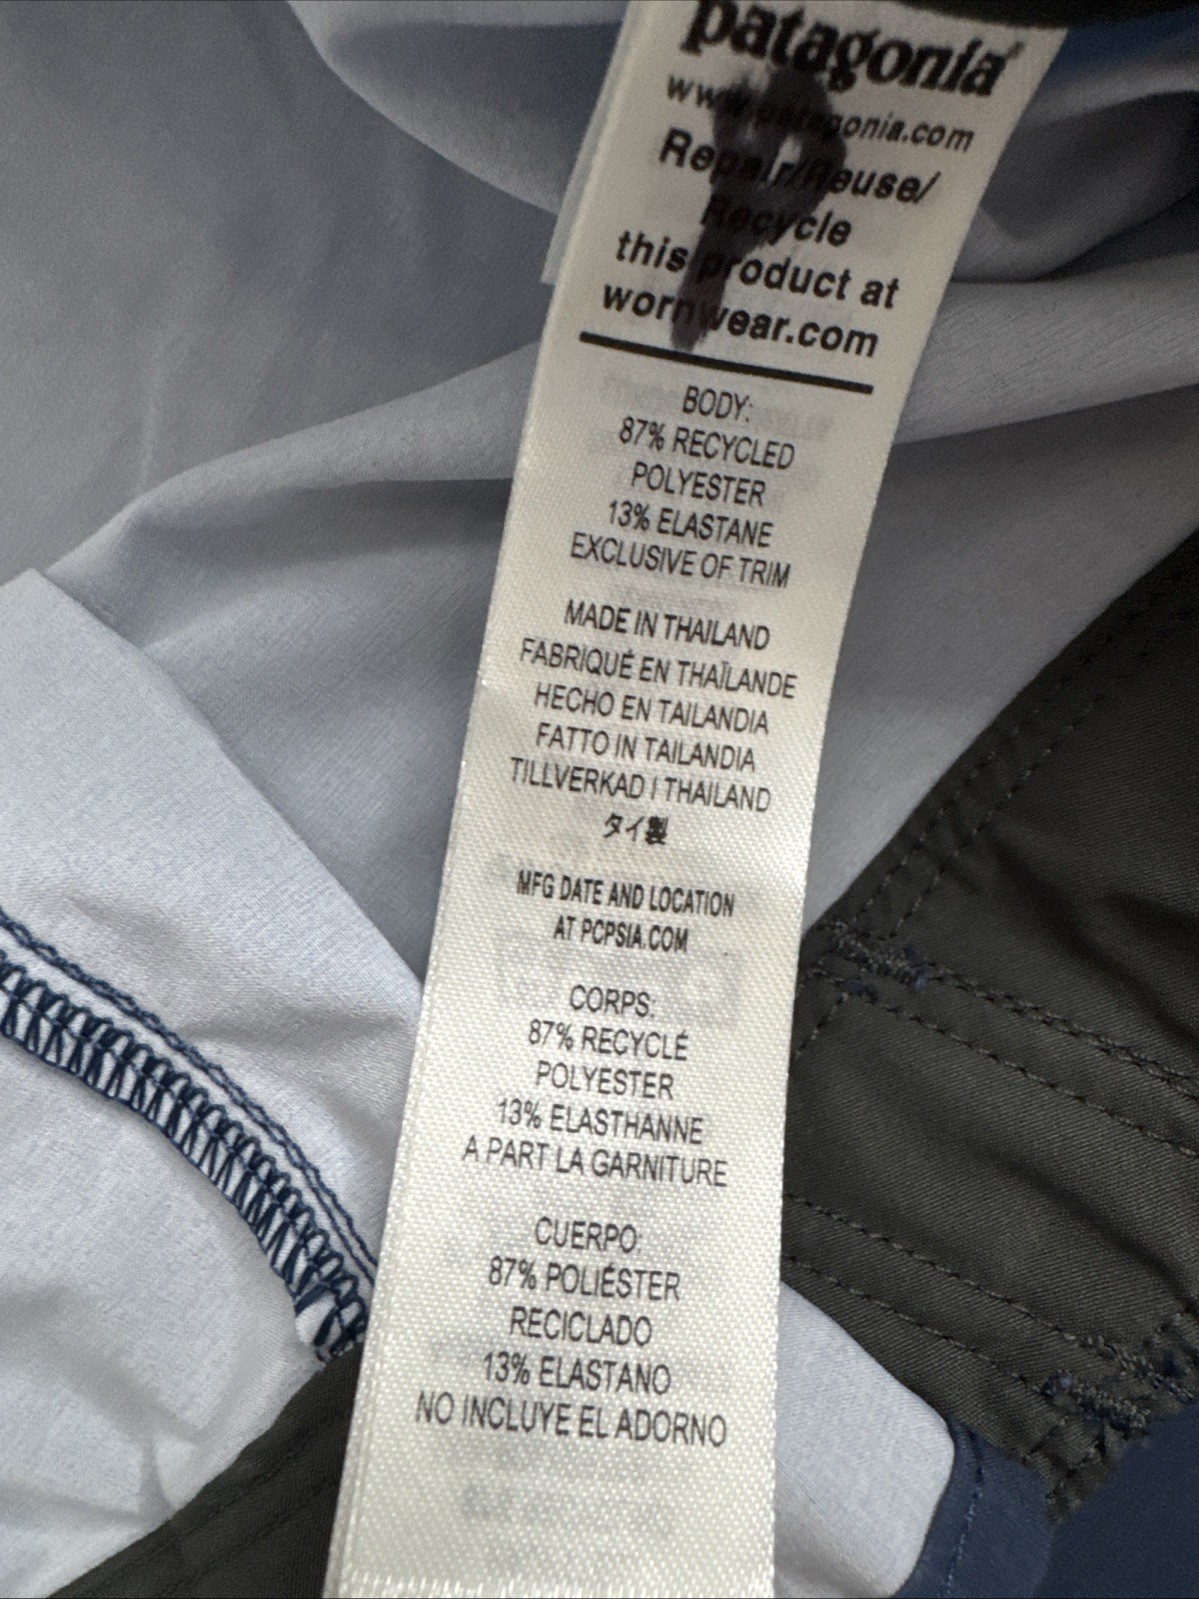 patagonia®
www.patagonia.com
Repair/Reuse/
Recycle
this product at
wornwear.com
BODY:
87% RECYCLED
POLYESTER
13% ELASTANE
EXCLUSIVE OF TRIM
MADE IN THAILAND
FABRIQUÉ EN THAÏLANDE
HECHO EN TAILANDIA
FATTO IN TAILANDIA
TILLVERKAD I THAILAND
タイ製
MFG DATE AND LOCATION
AT PCPSIA.COM
CORPS:
87% RECYCLÉ
POLYESTER
13% ELASTHANNE
A PART LA GARNITURE
CUERPO:
87% POLIÉSTER
RECICLADO
13% ELASTANO
NO INCLUYE EL ADORNO